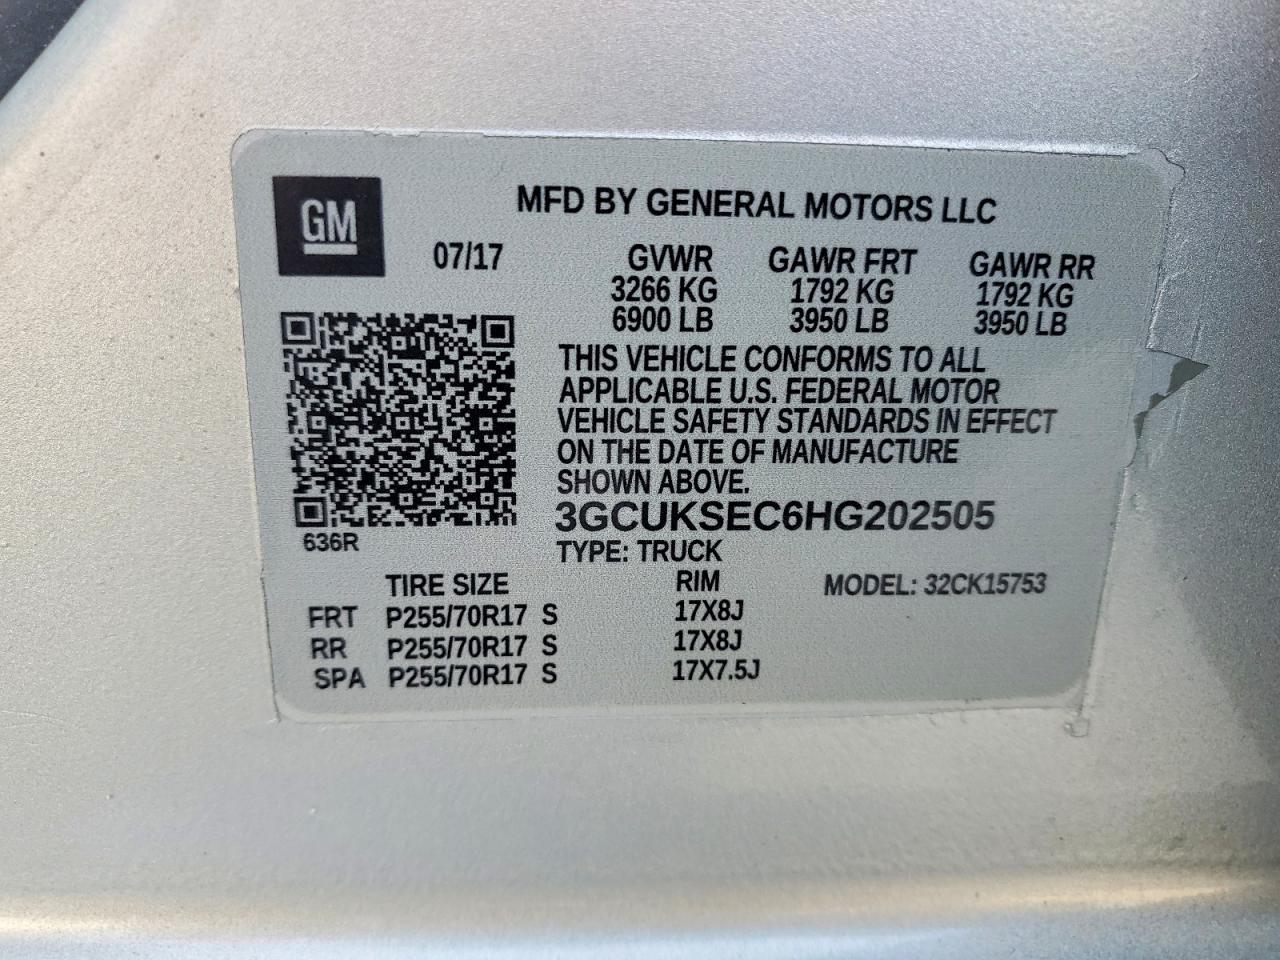 GM
MFD BY GENERAL MOTORS LLC
07/17 GVWR GAWR FRT GAWR RR
3266 KG 1792 KG 1792 KG
6900 LB 3950 LB 3950 LB
THIS VEHICLE CONFORMS TO ALL
APPLICABLE U.S. FEDERAL MOTOR
VEHICLE SAFETY STANDARDS IN EFFECT
ON THE DATE OF MANUFACTURE
SHOWN ABOVE.
3GCUKSEC6HG202505
636R
TYPE: TRUCK
TIRE SIZE RIM MODEL: 32CK15753
FRT P255/70R17 S 17X8J
RR P255/70R17 S 17X8J
SPA P255/70R17 S 17X7.5J